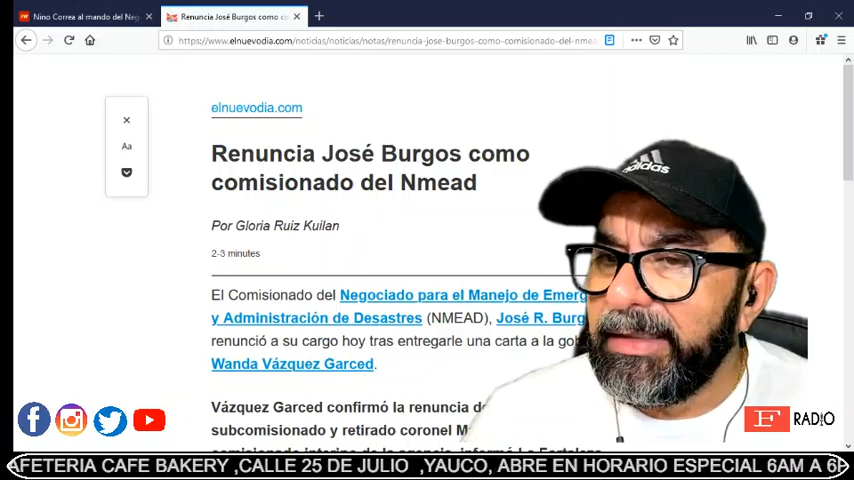 Nino Correa al mando del Neg
Renuncia José Burgos como co
https://www.elnuevodia.com/noticias/noticias/notas/renuncia-jose-burgos-como-comisionado-del-nmea
elnuevodia.com
Aa
Renuncia José Burgos como
comisionado del Nmead
Por Gloria Ruiz Kuilan
2-3 minutes
El Comisionado del Negociado para el Manejo de Emerg
y Administración de Desastres (NMEAD), José R. Burg
renunció a su cargo hoy tras entregarle una carta a la gob
Wanda Vázquez Garced.
Vázquez Garced confirmó la renuncia de
subcomisionado y retirado coronel M
adidas
F RADIO
AFETERIA CAFE BAKERY ,CALLE 25 DE JULIO ,YAUCO, ABRE EN HORARIO ESPECIAL 6AM A 6P